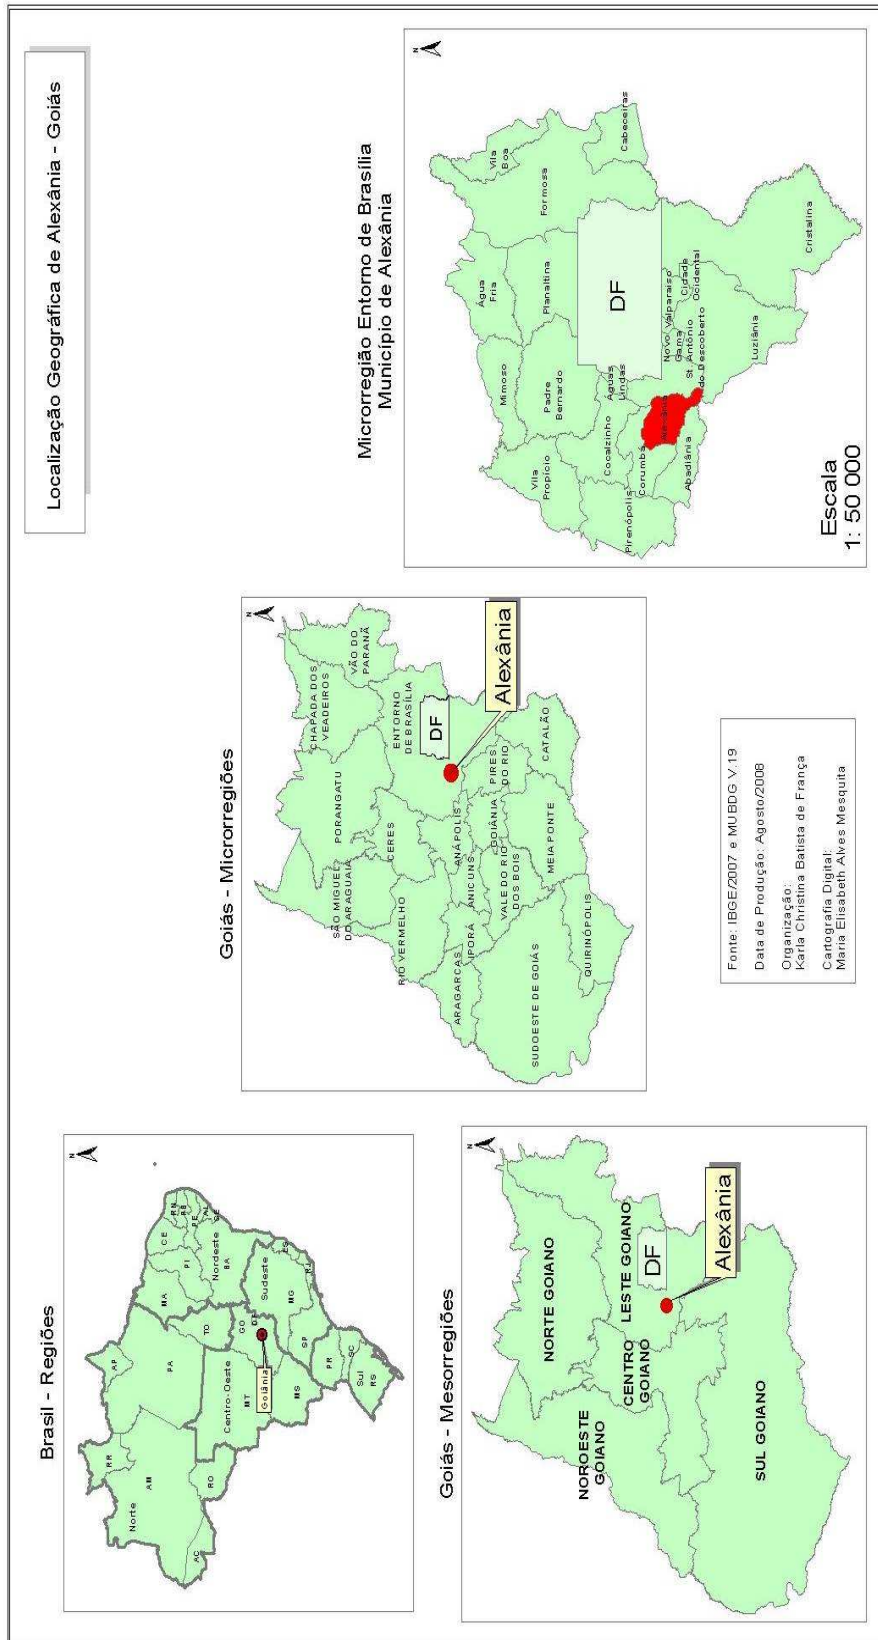 Localização Geográfica de Alexânia - Goiás
Brasil - Regiões
N
RR
AP
Norte
AM
PA
MA
CE
RN
PB
PI
PE
AL
SE
AC
RO
TO
Nordeste
BA
Centro-Oeste
MT
GO
DF
Goiânia
MS
MG
Sudeste
ES
RJ
SP
PR
SC
Sul
RS
Goiás - Mesorregiões
N
NORTE GOIANO
NOROESTE
GOIANO
CENTRO
GOIANO
LESTE GOIANO
DF
Alexânia
SUL GOIANO
Goiás - Microrregiões
N
CHAPADA DOS
VEADEIROS
VÃO DO
PARANÃ
PORANGATU
SÃO MIGUEL
DO ARAGUAIA
ENTORNO
DE BRASÍLIA
CERES
RIO VERMELHO
DF
ANÁPOLIS
ARAGARÇAS
IPORÁ
ANICUNS
GOIÂNIA
PIRES
DO RIO
Alexânia
VALE DO RIO
DOS BOIS
SUDOESTE DE GOIÁS
MEIA PONTE
CATALÃO
QUIRINÓPOLIS
Fonte: IBGE/2007 e MUBDG V.19
Data de Produção: Agosto/2008
Organização:
Karla Christina Batista de França
Cartografia Digital:
Maria Elisabeth Alves Mesquita
Microrregião Entorno de Brasília
Município de Alexânia
N
Vila
Boa
Água
Fria
Mimoso
Formosa
Planaltina
Padre
Bernardo
Vila
Propício
Cabeceiras
Cocalzinho
Águas
Lindas
DF
Pirenópolis
Corumbá
Alexânia
Abadiânia
Novo
Gama
Valparaíso
St. Antônio
do Descoberto
Cidade
Ocidental
Luziânia
Cristalina
Escala
1: 50 000